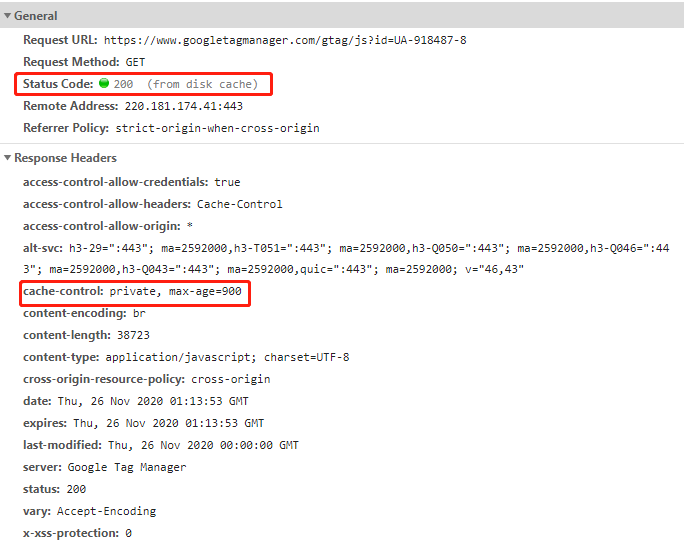 General
Request URL: https://www.googletagmanager.com/gtag/js?id=UA-918487-8
Request Method: GET
Status Code: 200 (from disk cache)
Remote Address: 220.181.174.41:443
Referrer Policy: strict-origin-when-cross-origin
Response Headers
access-control-allow-credentials: true
access-control-allow-headers: Cache-Control
access-control-allow-origin: *
alt-svc: h3-29=":443"; ma=2592000,h3-T051=":443"; ma=2592000,h3-Q050=":443"; ma=2592000,h3-Q046=":44
3"; ma=2592000,h3-Q043=":443"; ma=2592000,quic=":443"; ma=2592000; v="46,43"
cache-control: private, max-age=900
content-encoding: br
content-length: 38723
content-type: application/javascript; charset=UTF-8
cross-origin-resource-policy: cross-origin
date: Thu, 26 Nov 2020 01:13:53 GMT
expires: Thu, 26 Nov 2020 01:13:53 GMT
last-modified: Thu, 26 Nov 2020 00:00:00 GMT
server: Google Tag Manager
status: 200
vary: Accept-Encoding
x-xss-protection: 0